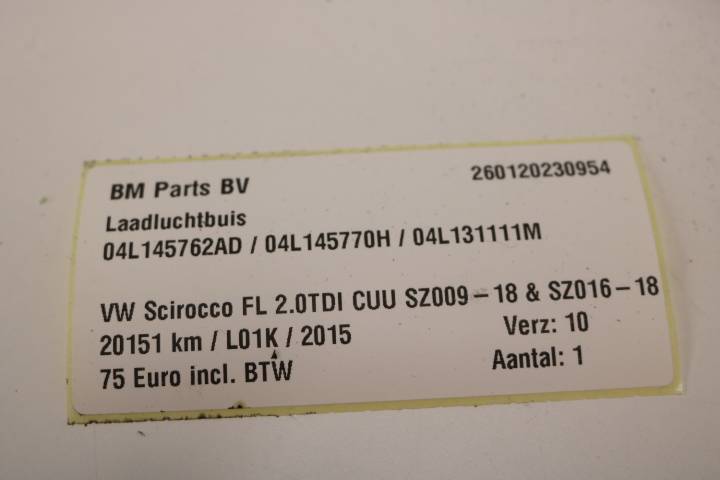 BM Parts BV 260120230954
Laadluchtbuis
04L145762AD / 04L145770H / 04L131111M
VW Scirocco FL 2.0TDI CUU SZ009-18 & SZ016-18
20151 km / L01K / 2015 Verz: 10
75 Euro incl. BTW Aantal: 1